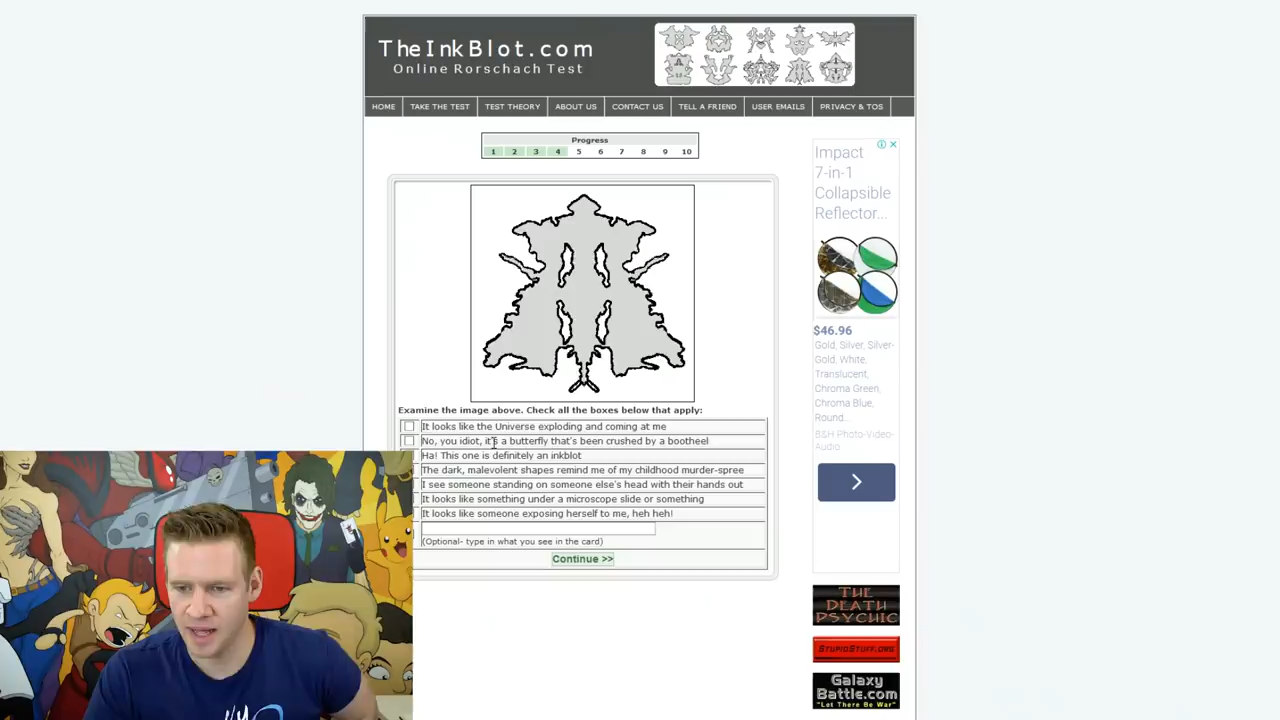 TheInkBlot.com
Online Rorschach Test
HOME TAKE THE TEST TEST THEORY ABOUT US CONTACT US TELL A FRIEND USER EMAILS PRIVACY & TOS
Progress
1 2 3 4 5 6 7 8 9 10
Examine the image above. Check all the boxes below that apply:
It looks like the Universe exploding and coming at me
No, you idiot, it's a butterfly that's been crushed by a bootheel
Ha! This one is definitely an inkblot
The dark, malevolent shapes remind me of my childhood murder-spree
I see someone standing on someone else's head with their hands out
It looks like something under a microscope slide or something
It looks like someone exposing herself to me, heh heh!
(Optional- type in what you see in the card)
Continue >>
Impact
7-in-1
Collapsible
Reflector...
$46.96
Gold, Silver, Silver-
Gold, White,
Translucent,
Chroma Green,
Chroma Blue,
Round...
B&H Photo-Video-
Audio
THE
DEATH
PSYCHIC
STUPIDSTUFF.ORG
Galaxy
Battle.com
"Let There Be War"